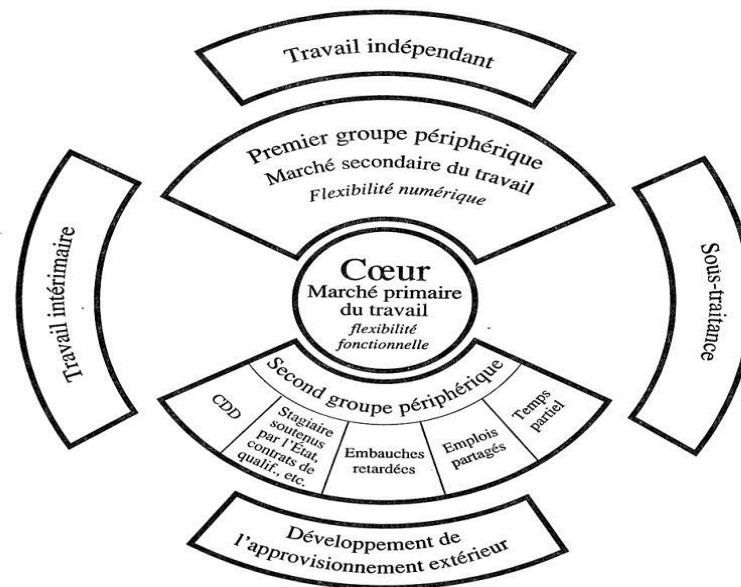 Travail indépendant
Premier groupe périphérique
Marché secondaire du travail
Flexibilité numérique
Travail intérimaire
Sous-traitance
Cœur
Marché primaire
du travail
flexibilité
fonctionnelle
Second groupe périphérique
CDD
Stagiaire
soutenus
par l'État,
contrats de
qualif., etc.
Embauches
retardées
Emplois
partagés
Temps
partiel
Développement de
l'approvisionnement extérieur